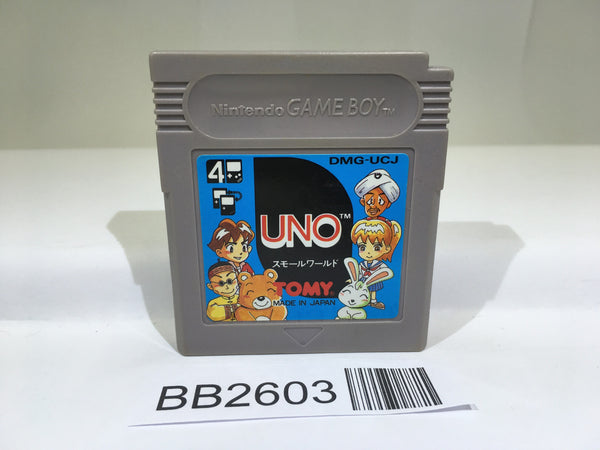 Nintendo GAME BOY™
DMG-UCJ
4
UNO™
スモールワールド
TOMY
MADE IN JAPAN
BB2603